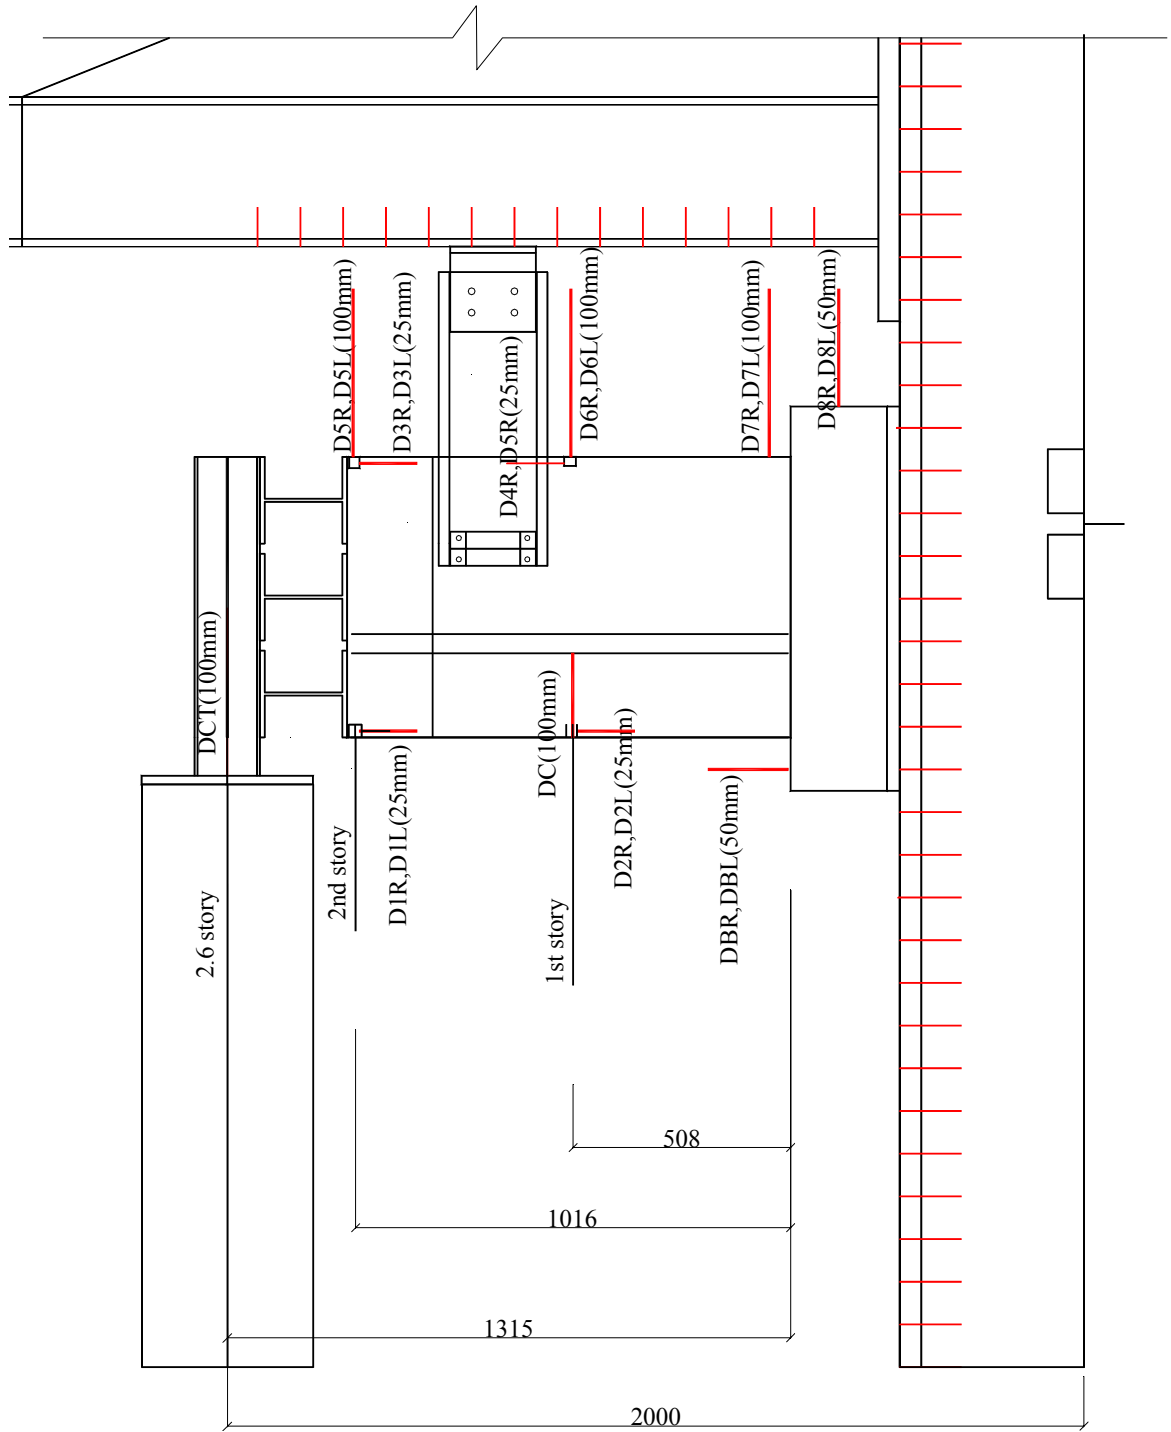 D5R,D5L(100mm)
D3R,D3L(25mm)
D4R,D5R(25mm)
D6R,D6L(100mm)
D7R,D7L(100mm)
D8R,D8L(50mm)
DCT(100mm)
DC(100mm)
D1R,D1L(25mm)
D2R,D2L(25mm)
DBR,DBL(50mm)
2.6 story
2nd story
1st story
508
1016
1315
2000